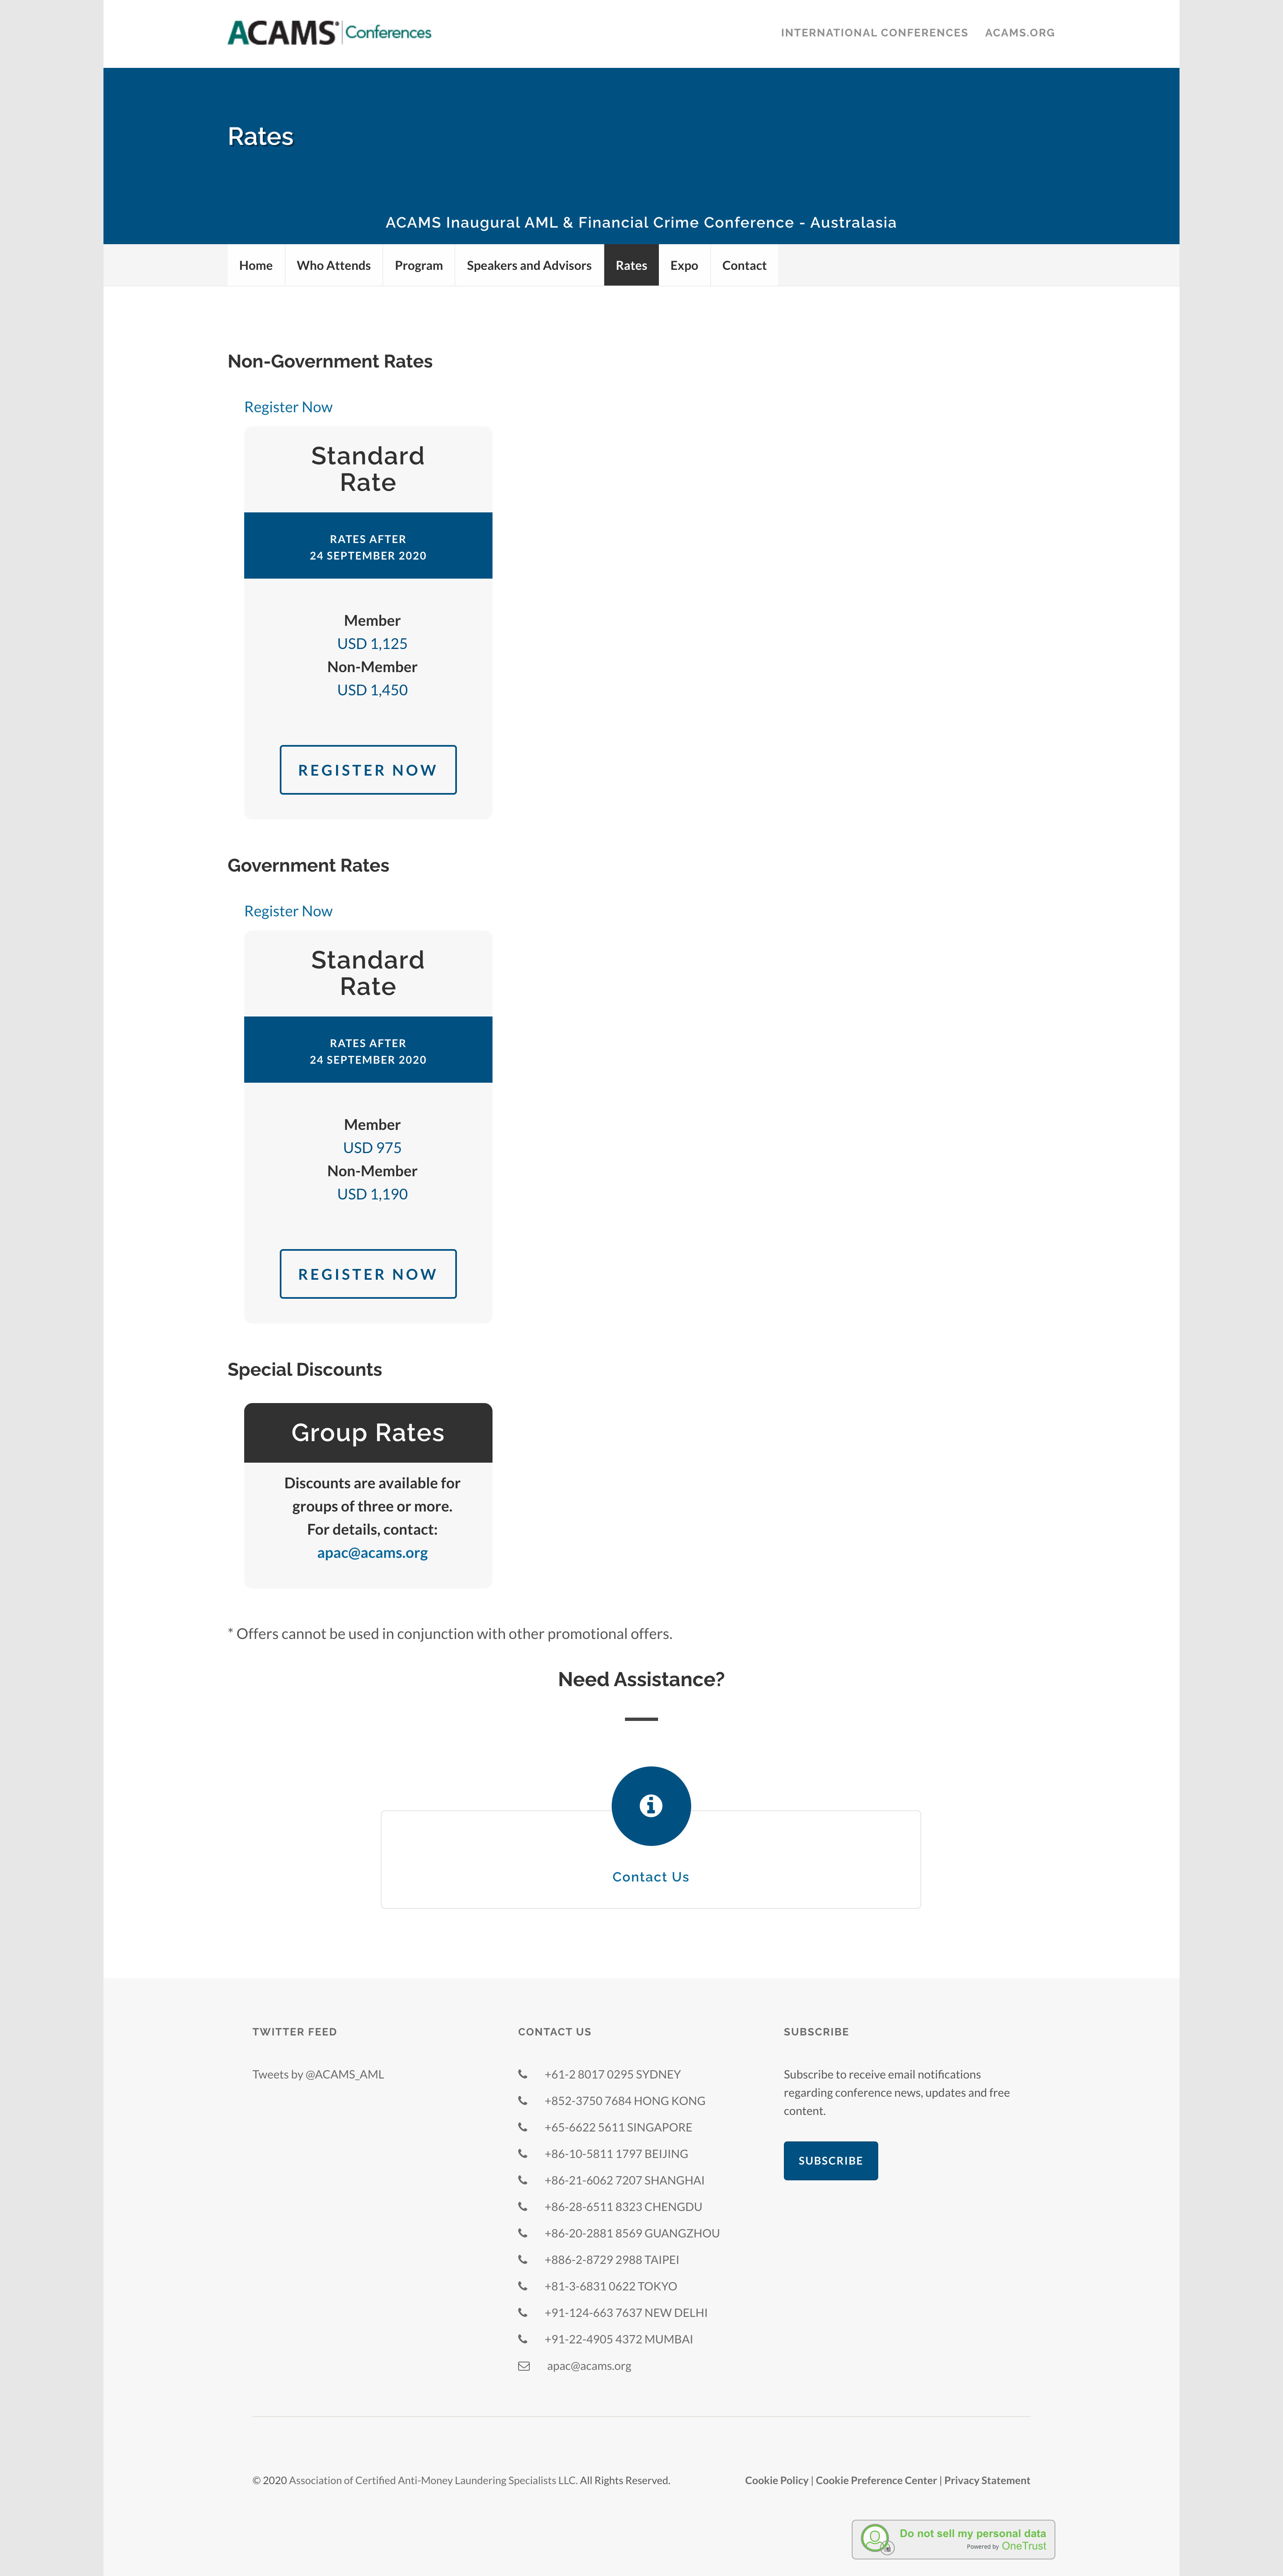 ACAMS® Conferences
INTERNATIONAL CONFERENCES ACAMS.ORG
Rates
ACAMS Inaugural AML & Financial Crime Conference - Australasia
Home Who Attends Program Speakers and Advisors Rates Expo Contact
Non-Government Rates
Register Now
Standard
Rate
RATES AFTER
24 SEPTEMBER 2020
Member
USD 1,125
Non-Member
USD 1,450
REGISTER NOW
Government Rates
Register Now
Standard
Rate
RATES AFTER
24 SEPTEMBER 2020
Member
USD 975
Non-Member
USD 1,190
REGISTER NOW
Special Discounts
Group Rates
Discounts are available for
groups of three or more.
For details, contact:
apac@acams.org
* Offers cannot be used in conjunction with other promotional offers.
Need Assistance?
Contact Us
TWITTER FEED
Tweets by @ACAMS_AML
CONTACT US
+61-2 8017 0295 SYDNEY
+852-3750 7684 HONG KONG
+65-6622 5611 SINGAPORE
+86-10-5811 1797 BEIJING
+86-21-6062 7207 SHANGHAI
+86-28-6511 8323 CHENGDU
+86-20-2881 8569 GUANGZHOU
+886-2-8729 2988 TAIPEI
+81-3-6831 0622 TOKYO
+91-124-663 7637 NEW DELHI
+91-22-4905 4372 MUMBAI
apac@acams.org
SUBSCRIBE
Subscribe to receive email notifications
regarding conference news, updates and free
content.
SUBSCRIBE
© 2020 Association of Certified Anti-Money Laundering Specialists LLC. All Rights Reserved.
Cookie Policy | Cookie Preference Center | Privacy Statement
Do not sell my personal data
Powered by OneTrust